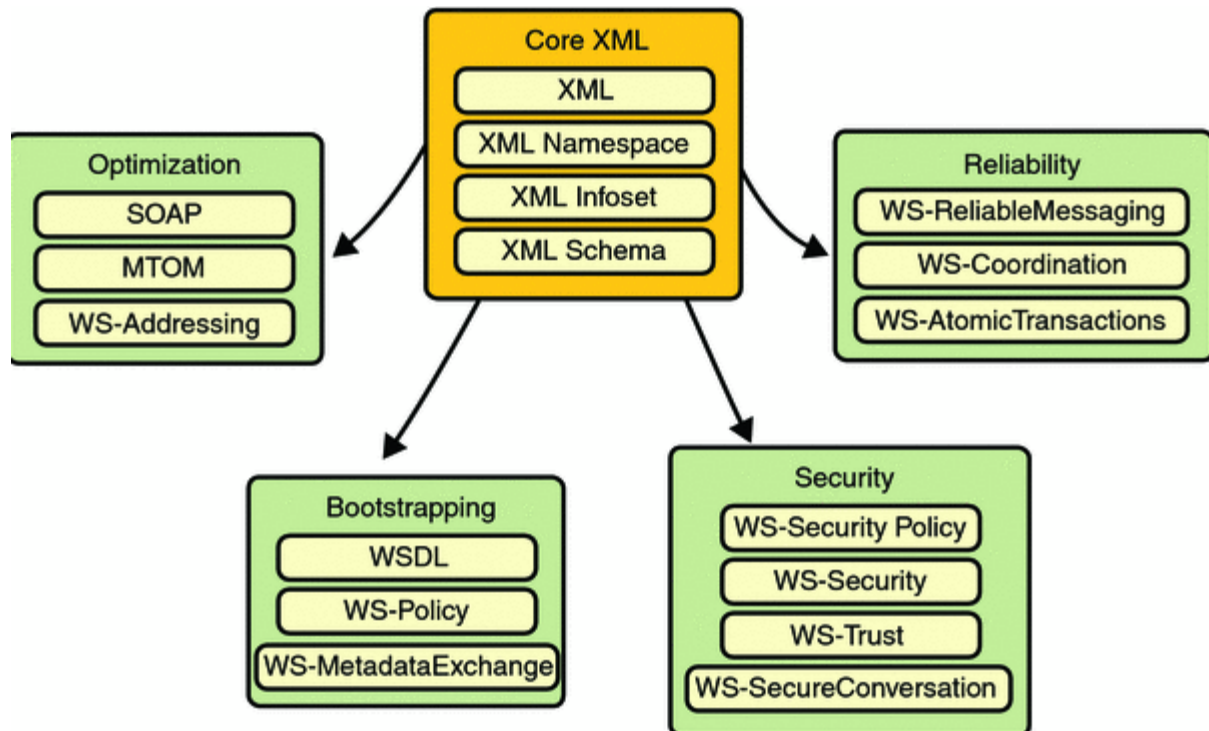 Core XML
XML
XML Namespace
XML Infoset
XML Schema
Optimization
SOAP
MTOM
WS-Addressing
Reliability
WS-ReliableMessaging
WS-Coordination
WS-AtomicTransactions
Bootstrapping
WSDL
WS-Policy
WS-MetadataExchange
Security
WS-Security Policy
WS-Security
WS-Trust
WS-SecureConversation